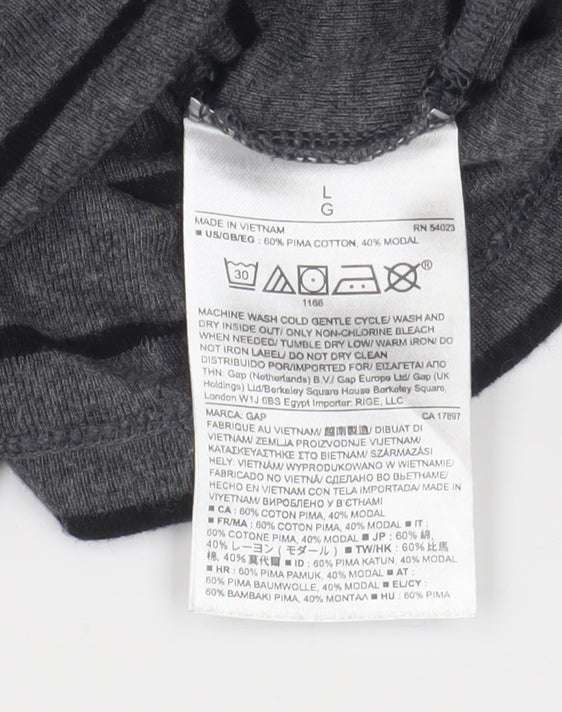 L
G
MADE IN VIETNAM RN 54023
■ US/GB/EG : 60% PIMA COTTON, 40% MODAL
30 ®
1166
MACHINE WASH COLD GENTLE CYCLE/ WASH AND
DRY INSIDE OUT/ ONLY NON-CHLORINE BLEACH
WHEN NEEDED/ TUMBLE DRY LOW/ WARM IRON/ DO
NOT IRON LABEL/ DO NOT DRY CLEAN
DISTRIBUIDO POR/IMPORTED FOR/ ΕΙΣΑΓΕΤΑΙ ΑΠΟ
ΤΗΝ: Gap (Netherlands) B.V./ Gap Europe Ltd/ Gap (UK
Holdings) Ltd/Berkeley Square House Berkeley Square,
London W1J 6BS Egypt Importer: RIGE, LLC
MARCA: GAP CA 17897
FABRIQUE AU VIETNAM/ 越南製造/ DIBUAT DI
VIETNAM/ ZEMLJA PROIZVODNJE VIJETNAM/
ΚΑΤΑΣΚΕΥΑΣΤΗΚΕ ΣΤΟ ΒΙΕΤΝΑΜ/ SZÁRMAZÁSI
HELY: VIETNÁM/ WYPRODUKOWANO W WIETNAMIE/
FABRICADO NO VIETNÃ/ СДЕЛАНО ВО ВЬЕТНАМЕ/
HECHO EN VIETNAM CON TELA IMPORTADA/ MADE IN
VIYETNAM/ ВИРОБЛЕНО У В'ЄТНАМІ
■ CA : 60% COTON PIMA, 40% MODAL
■ FR/MA : 60% COTON PIMA, 40% MODAL ■ IT :
60% COTONE PIMA, 40% MODAL ■ JP : 60%
綿, 40% レーヨン ( モダール ) ■ TW/HK : 60% 比馬
棉, 40% 莫代爾 ■ ID : 60% PIMA KATUN, 40% MODAL
■ HR : 60% PIMA PAMUK, 40% MODAL ■ AT :
60% PIMA BAUMWOLLE, 40% MODAL ■ EL/CY :
60% ΒΑΜΒΑΚΙ PIMA, 40% ΜΟΝΤΑΛ ■ HU : 60% PIMA